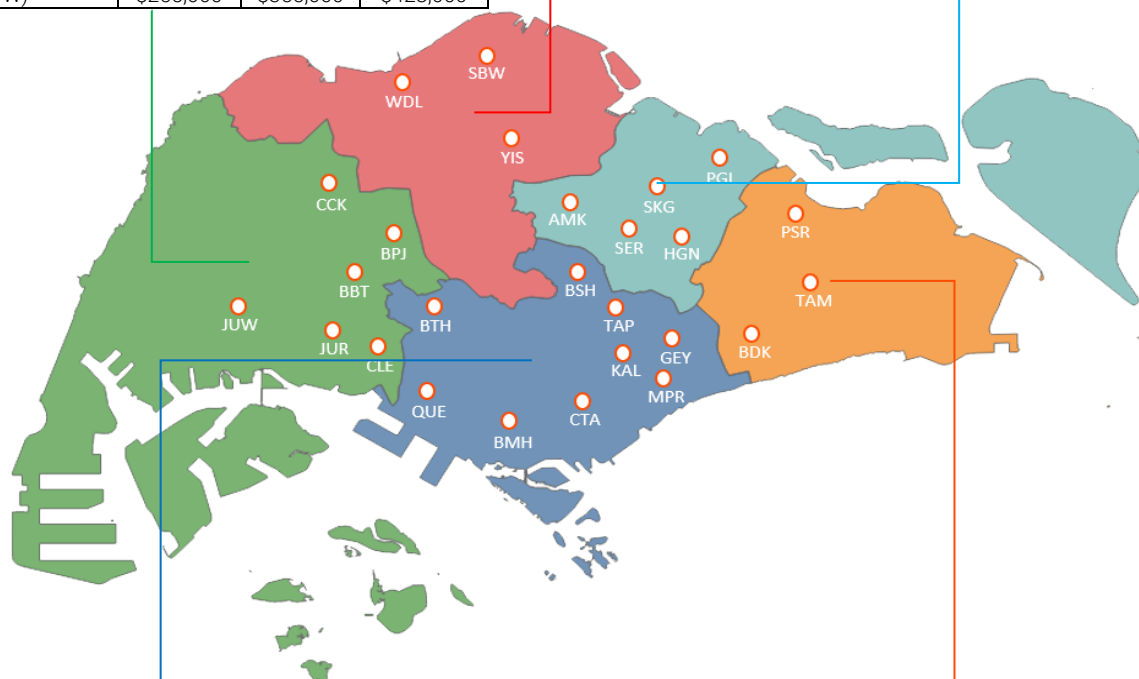 SBW
WDL
YIS
PGL
CCK
SKG
AMK
PSR
SER
HGN
BPJ
BBT
BSH
TAM
JUW
BTH
TAP
JUR
CLE
GEY
BDK
KAL
MPR
QUE
CTA
BMH